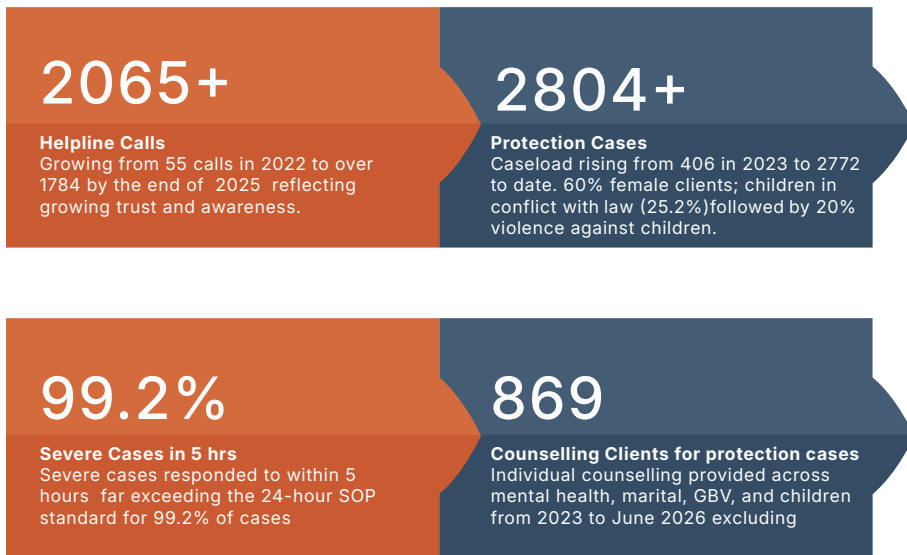 2065+
Helpline Calls
Growing from 55 calls in 2022 to over
1784 by the end of 2025 reflecting
growing trust and awareness.
2804+
Protection Cases
Caseload rising from 406 in 2023 to 2772
to date. 60% female clients; children in
conflict with law (25.2%)followed by 20%
violence against children.
99.2%
Severe Cases in 5 hrs
Severe cases responded to within 5
hours far exceeding the 24-hour SOP
standard for 99.2% of cases
869
Counselling Clients for protection cases
Individual counselling provided across
mental health, marital, GBV, and children
from 2023 to June 2026 excluding